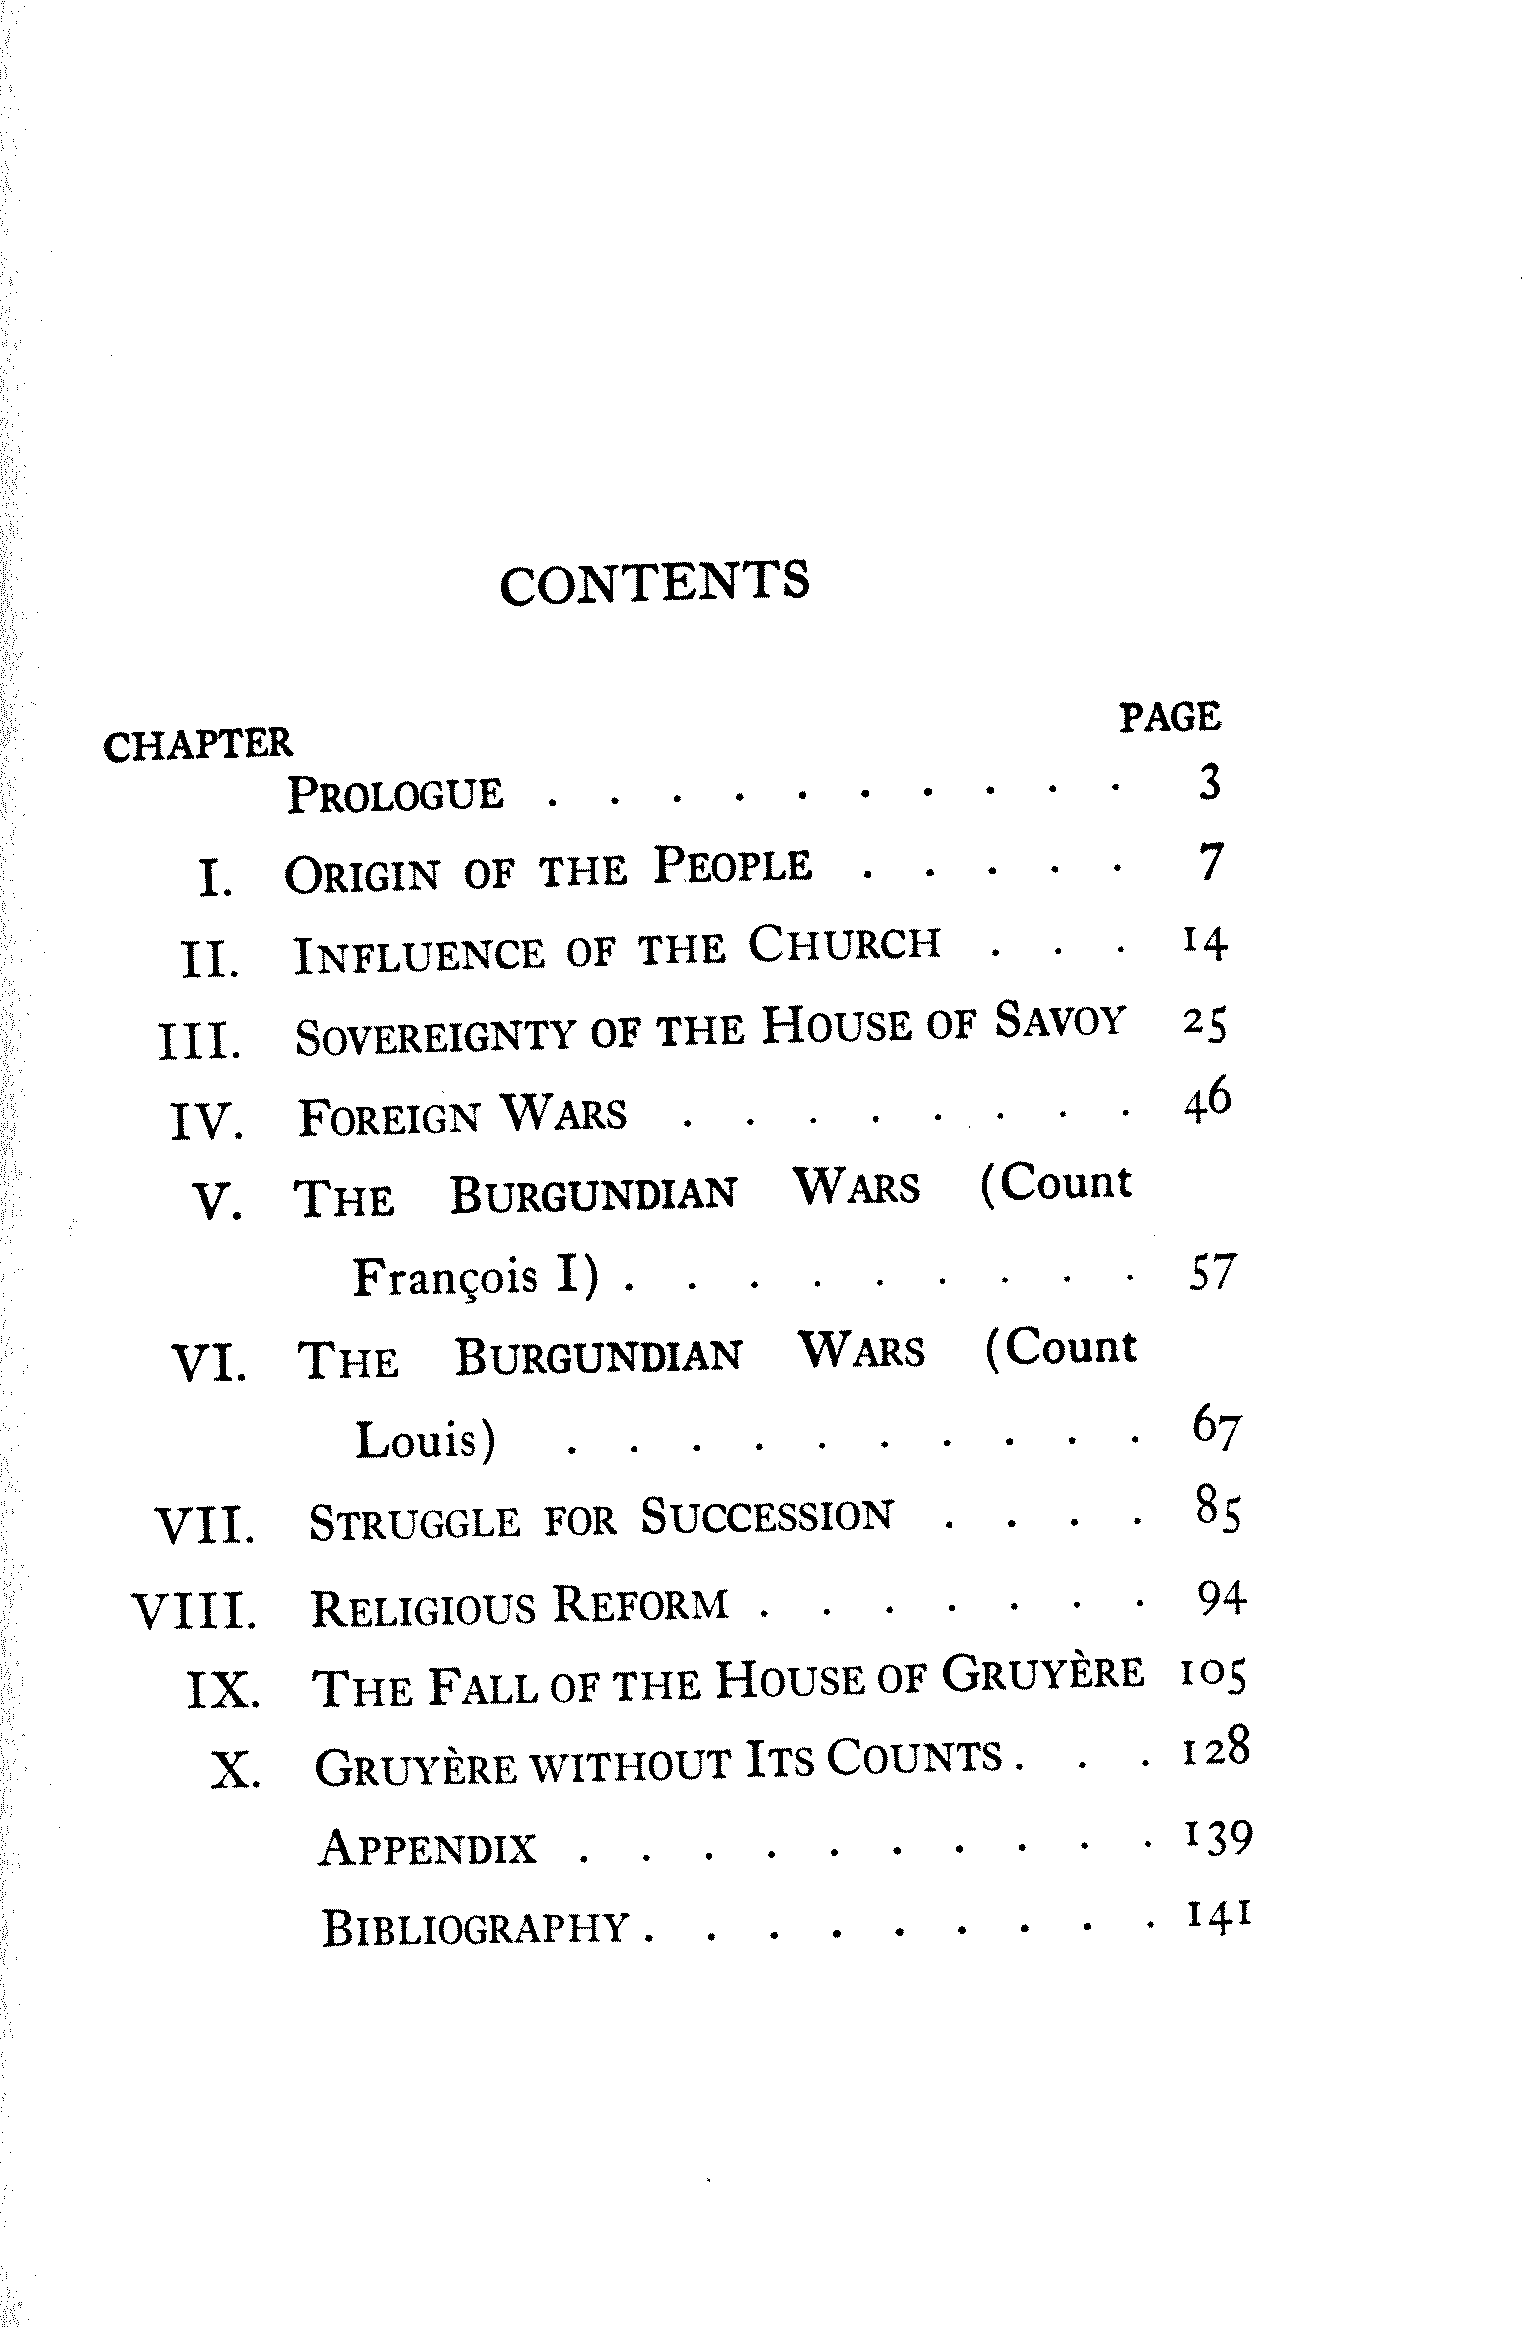 CONTENTS
CHAPTER PAGE
PROLOGUE . . . . . . . . . . 3
I. ORIGIN OF THE PEOPLE . . . . . 7
II. INFLUENCE OF THE CHURCH . . . 14
III. SOVEREIGNTY OF THE HOUSE OF SAVOY 25
IV. FOREIGN WARS . . . . . . . . 46
V. THE BURGUNDIAN WARS (Count
François I) . . . . . . . . . 57
VI. THE BURGUNDIAN WARS (Count
Louis) . . . . . . . . . . 67
VII. STRUGGLE FOR SUCCESSION . . . . 85
VIII. RELIGIOUS REFORM . . . . . . . 94
IX. THE FALL OF THE HOUSE OF GRUYÈRE 105
X. GRUYÈRE WITHOUT ITS COUNTS . . . 128
APPENDIX . . . . . . . . . . 139
BIBLIOGRAPHY . . . . . . . . . 141